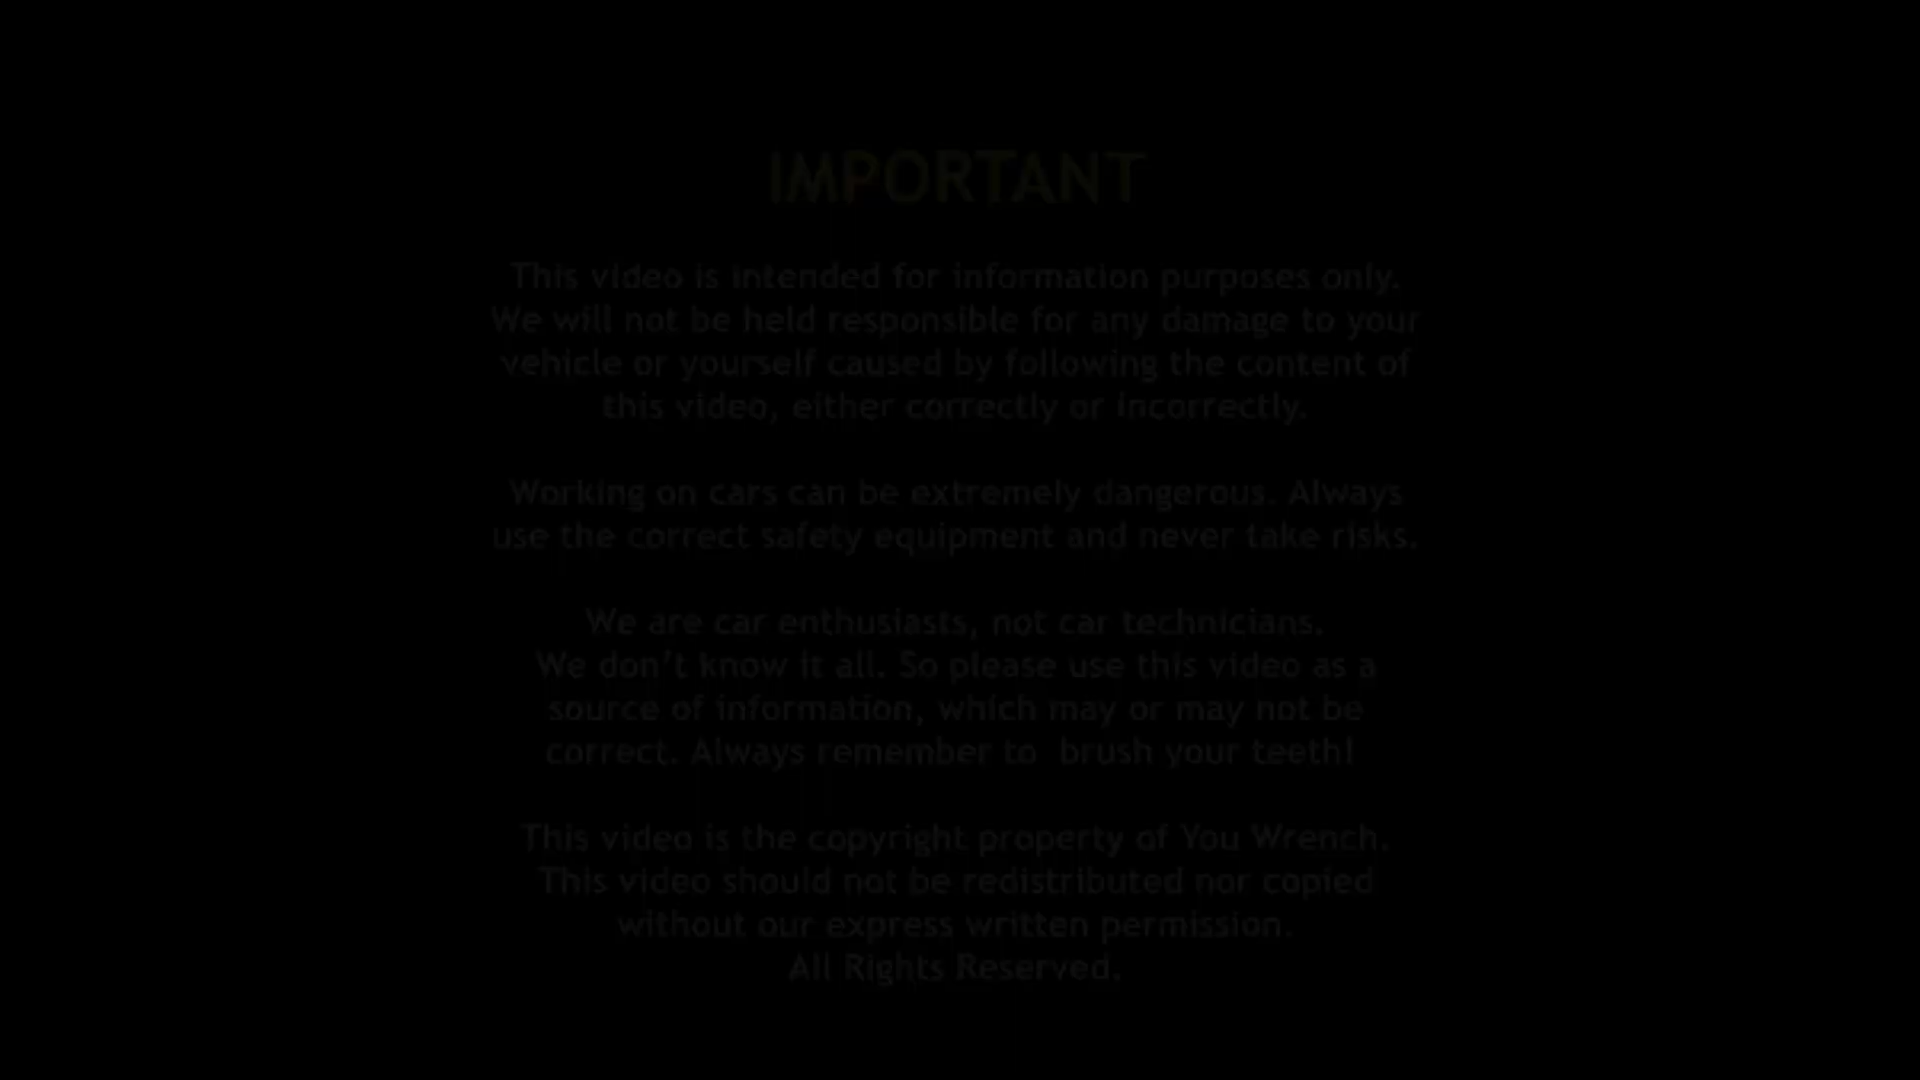 IMPORTANT
This video is intended for information purposes only.
We will not be held responsible for any damage to your
vehicle or yourself caused by following the content of
this video, either correctly or incorrectly.
Working on cars can be extremely dangerous. Always
use the correct safety equipment and never take risks.
We are car enthusiasts, not car technicians.
We don't know it all. So please use this video as a
source of information, which may or may not be
correct. Always remember to  brush your teeth!
This video is the copyright property of You Wrench.
This video should not be redistributed nor copied
without our express written permission.
All Rights Reserved.